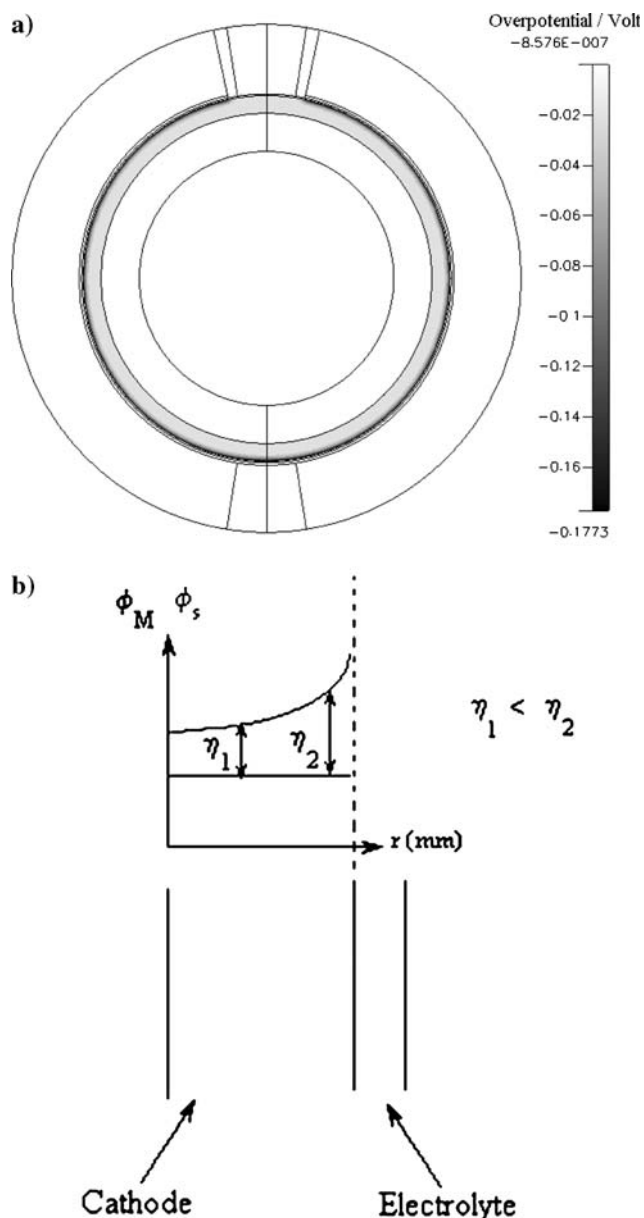 a)
Overpotential / Volt
-8.576E-007
-0.02
-0.04
-0.06
-0.08
-0.1
-0.12
-0.14
-0.16
-0.1773
b)
ϕM ϕs
η1
η2
η1 < η2
r (mm)
Cathode
Electrolyte